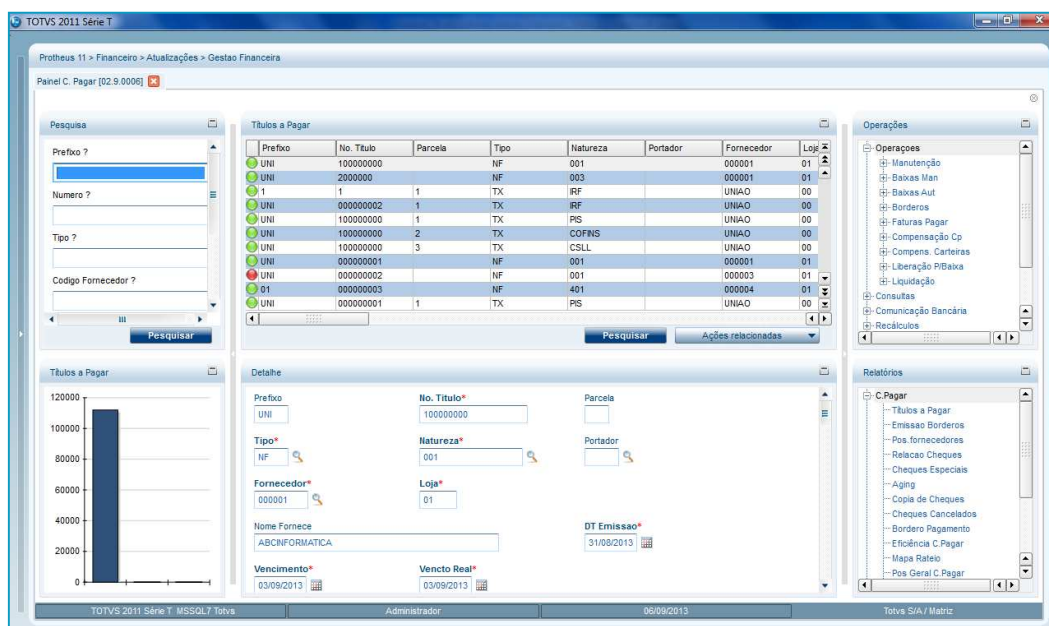 TOTVS 2011 Série T
Protheus 11 > Financeiro > Atualizações > Gestao Financeira
Painel C. Pagar [02.9.0006]
Pesquisa
Prefixo ?
Numero ?
Tipo ?
Codigo Fornecedor ?
Pesquisar
Títulos a Pagar
Prefixo No. Titulo Parcela Tipo Natureza Portador Fornecedor Loja
UNI 100000000 NF 001 000001 01
UNI 2000000 NF 003 000001 01
1 1 1 TX IRF UNIAO 00
UNI 000000002 1 TX IRF UNIAO 00
UNI 100000000 1 TX PIS UNIAO 00
UNI 100000000 2 TX COFINS UNIAO 00
UNI 100000000 3 TX CSLL UNIAO 00
UNI 000000001 NF 001 000001 01
UNI 000000002 NF 001 000003 01
01 000000003 NF 401 000004 01
UNI 000000001 1 TX PIS UNIAO 00
Pesquisar Ações relacionadas
Operações
Operaçoes
Manutenção
Baixas Man
Baixas Aut
Borderos
Faturas Pagar
Compensação Cp
Compens. Carteiras
Liberação P/Baixa
Liquidação
Consultas
Comunicação Bancária
Recálculos
Títulos a Pagar
120000
100000
80000
60000
40000
20000
0
Detalhe
Prefixo No. Titulo* Parcela
UNI 100000000
Tipo* Natureza* Portador
NF 001
Fornecedor* Loja*
000001 01
Nome Fornece DT Emissao*
ABCINFORMATICA 31/08/2013
Vencimento* Vencto Real*
03/09/2013 03/09/2013
Relatórios
C.Pagar
Títulos a Pagar
Emissao Borderos
Pos.fornecedores
Relacao Cheques
Cheques Especiais
Aging
Copia de Cheques
Cheques Cancelados
Bordero Pagamento
Eficiência C.Pagar
Mapa Rateio
Pos Geral C.Pagar
TOTVS 2011 Série T MSSQL7 Totvs Administrador 06/09/2013 Totvs S/A / Matriz